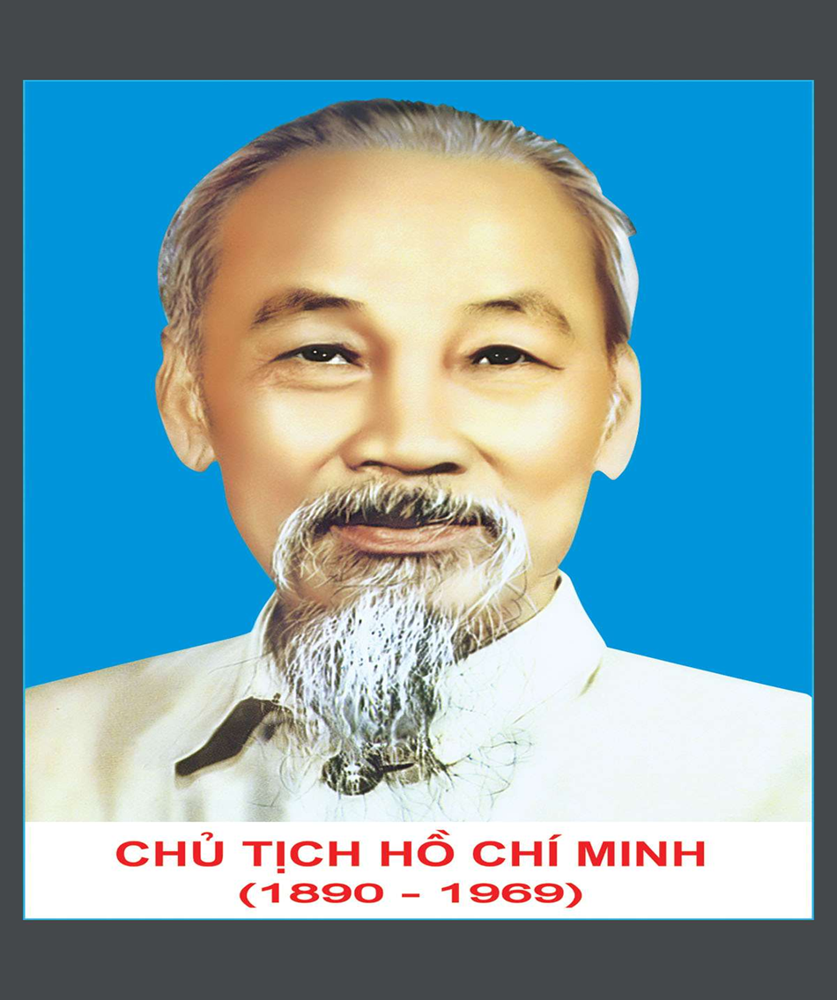 CHỦ TỊCH HỒ CHÍ MINH
(1890 - 1969)